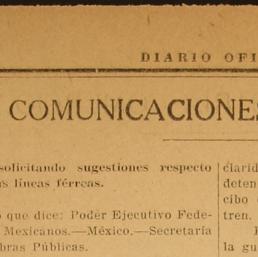 DIARIO OFI
COMUNICACIONES
solicitando sugestiones respecto
líneas férreas.
que dice: Poder Ejecutivo Fede-
Mexicanos.—México.—Secretaría
bras Públicas.
claridad
deten
cibo
tren.
la gu